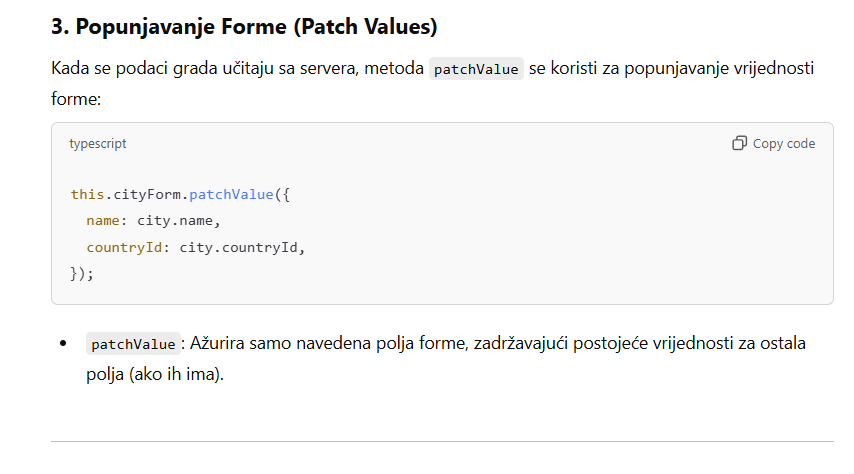 3. Popunjavanje Forme (Patch Values)
Kada se podaci grada učitaju sa servera, metoda patchValue se koristi za popunjavanje vrijednosti
forme:
typescript Copy code
this.cityForm.patchValue({
  name: city.name,
  countryId: city.countryId,
});
• patchValue: Ažurira samo navedena polja forme, zadržavajući postojeće vrijednosti za ostala
polja (ako ih ima).